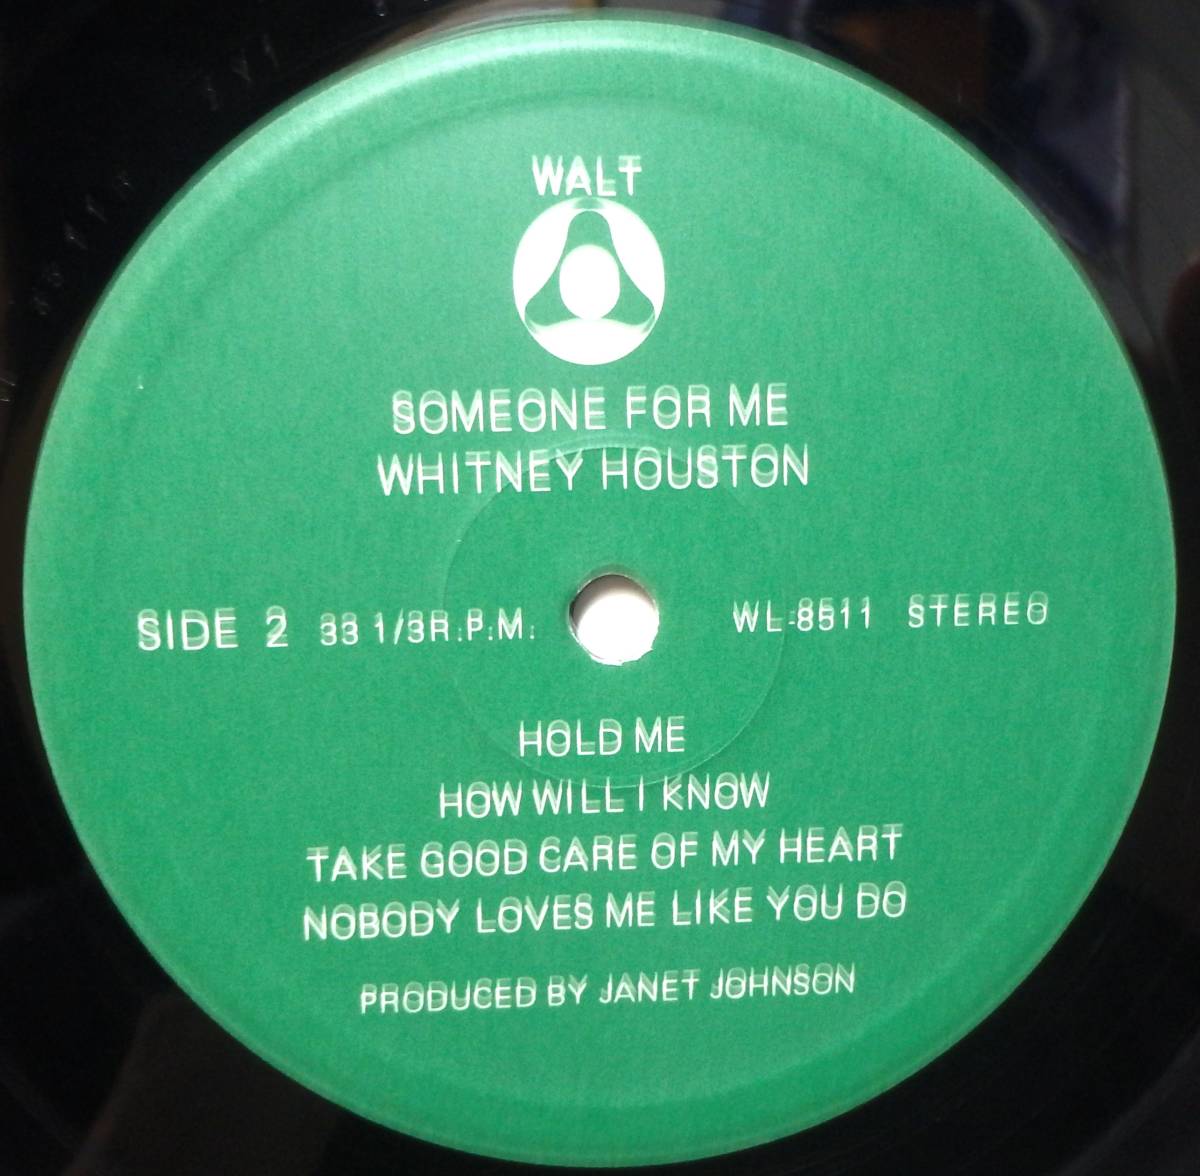 WALT
SOMEONE FOR ME
WHITNEY HOUSTON
SIDE 2 33 1/3 R.P.M. WL-8511 STEREO
HOLD ME
HOW WILL I KNOW
TAKE GOOD CARE OF MY HEART
NOBODY LOVES ME LIKE YOU DO
PRODUCED BY JANET JOHNSON